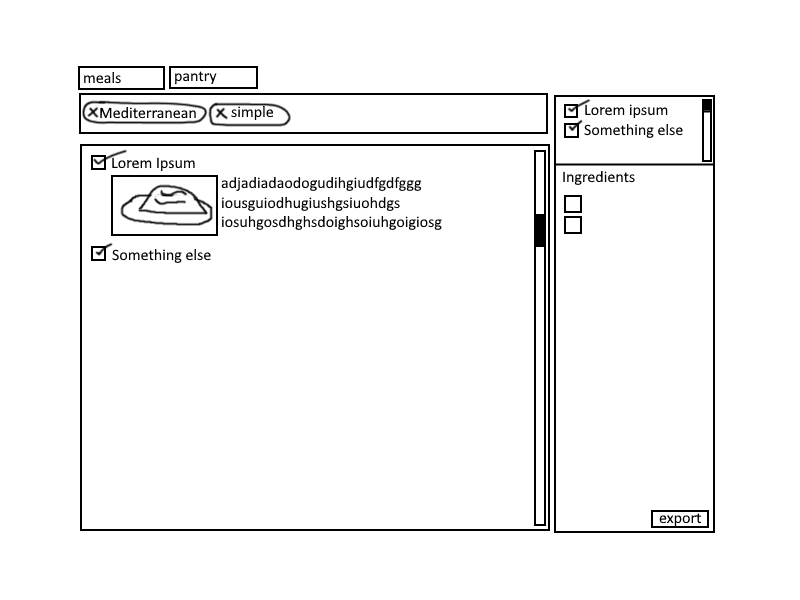 meals
pantry
Mediterranean
simple
Lorem Ipsum
adjadiadaodogudihgiudfgdfggg
iousguiodhugiushgsiuohdgs
iosuhgosdhghsdoighsoiuhgoigiosg
Something else
Lorem ipsum
Something else
Ingredients
export